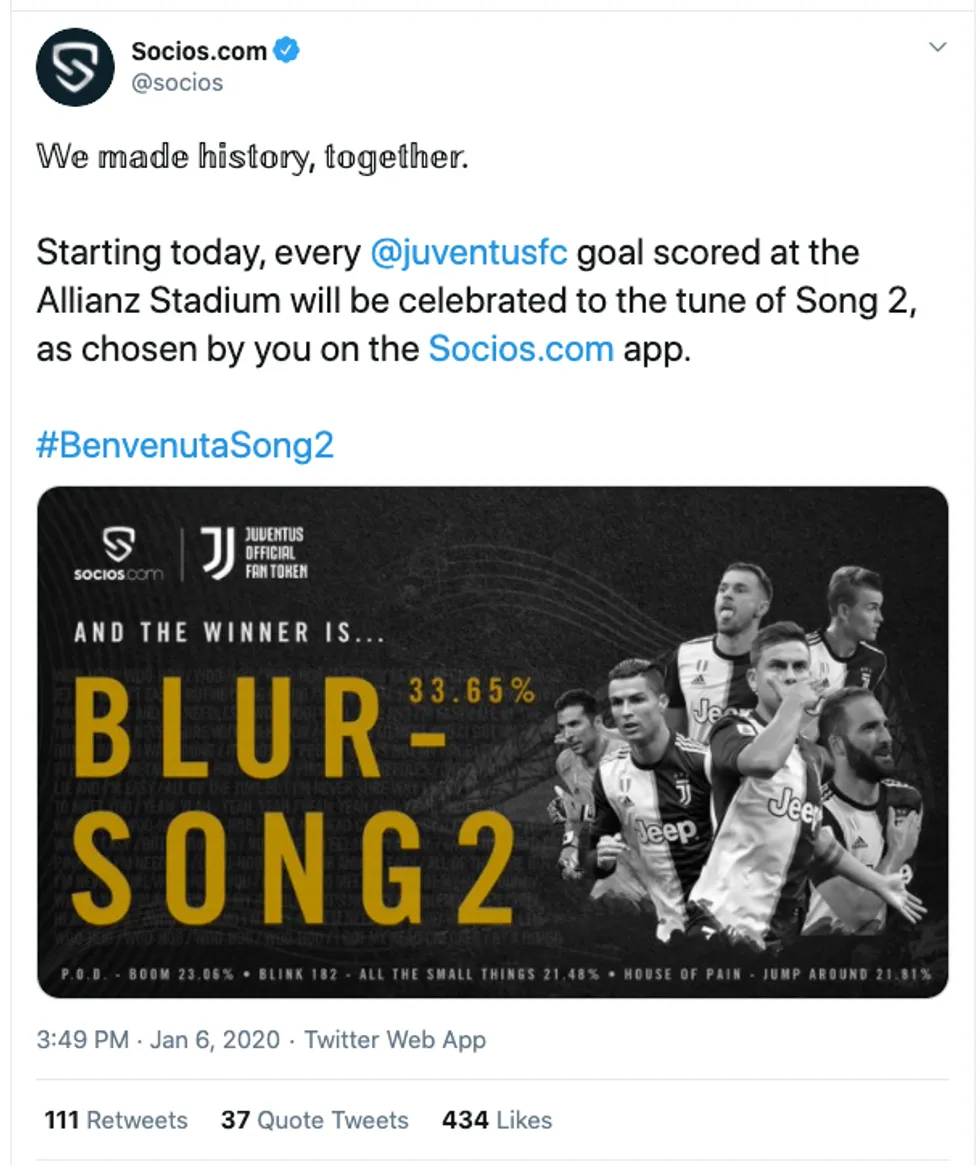 Socios.com
@socios
𝕎𝕖 𝕞𝕒𝕕𝕖 𝕙𝕚𝕤𝕥𝕠𝕣𝕪, 𝕥𝕠𝕘𝕖𝕥𝕙𝕖𝕣.
Starting today, every @juventusfc goal scored at the
Allianz Stadium will be celebrated to the tune of Song 2,
as chosen by you on the Socios.com app.
#BenvenutaSong2
socios.com
JUVENTUS
OFFICIAL
FAN TOKEN
AND THE WINNER IS...
BLUR- 33.65%
SONG2
Jeep
Jeep
Jeep
P.O.D. - BOOM 23.06% • BLINK 182 - ALL THE SMALL THINGS 21.48% • HOUSE OF PAIN - JUMP AROUND 21.81%
3:49 PM · Jan 6, 2020 · Twitter Web App
111 Retweets 37 Quote Tweets 434 Likes